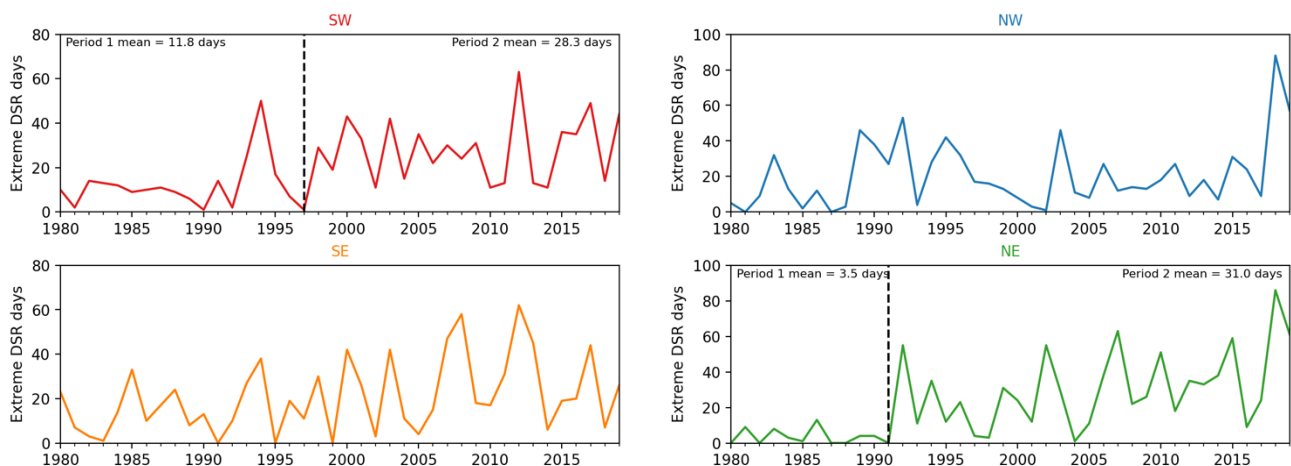 SW
Period 1 mean = 11.8 days
Period 2 mean = 28.3 days
Extreme DSR days
80
60
40
20
0
1980 1985 1990 1995 2000 2005 2010 2015
NW
Extreme DSR days
100
80
60
40
20
0
1980 1985 1990 1995 2000 2005 2010 2015
SE
Extreme DSR days
80
60
40
20
0
1980 1985 1990 1995 2000 2005 2010 2015
NE
Period 1 mean = 3.5 days
Period 2 mean = 31.0 days
Extreme DSR days
100
80
60
40
20
0
1980 1985 1990 1995 2000 2005 2010 2015